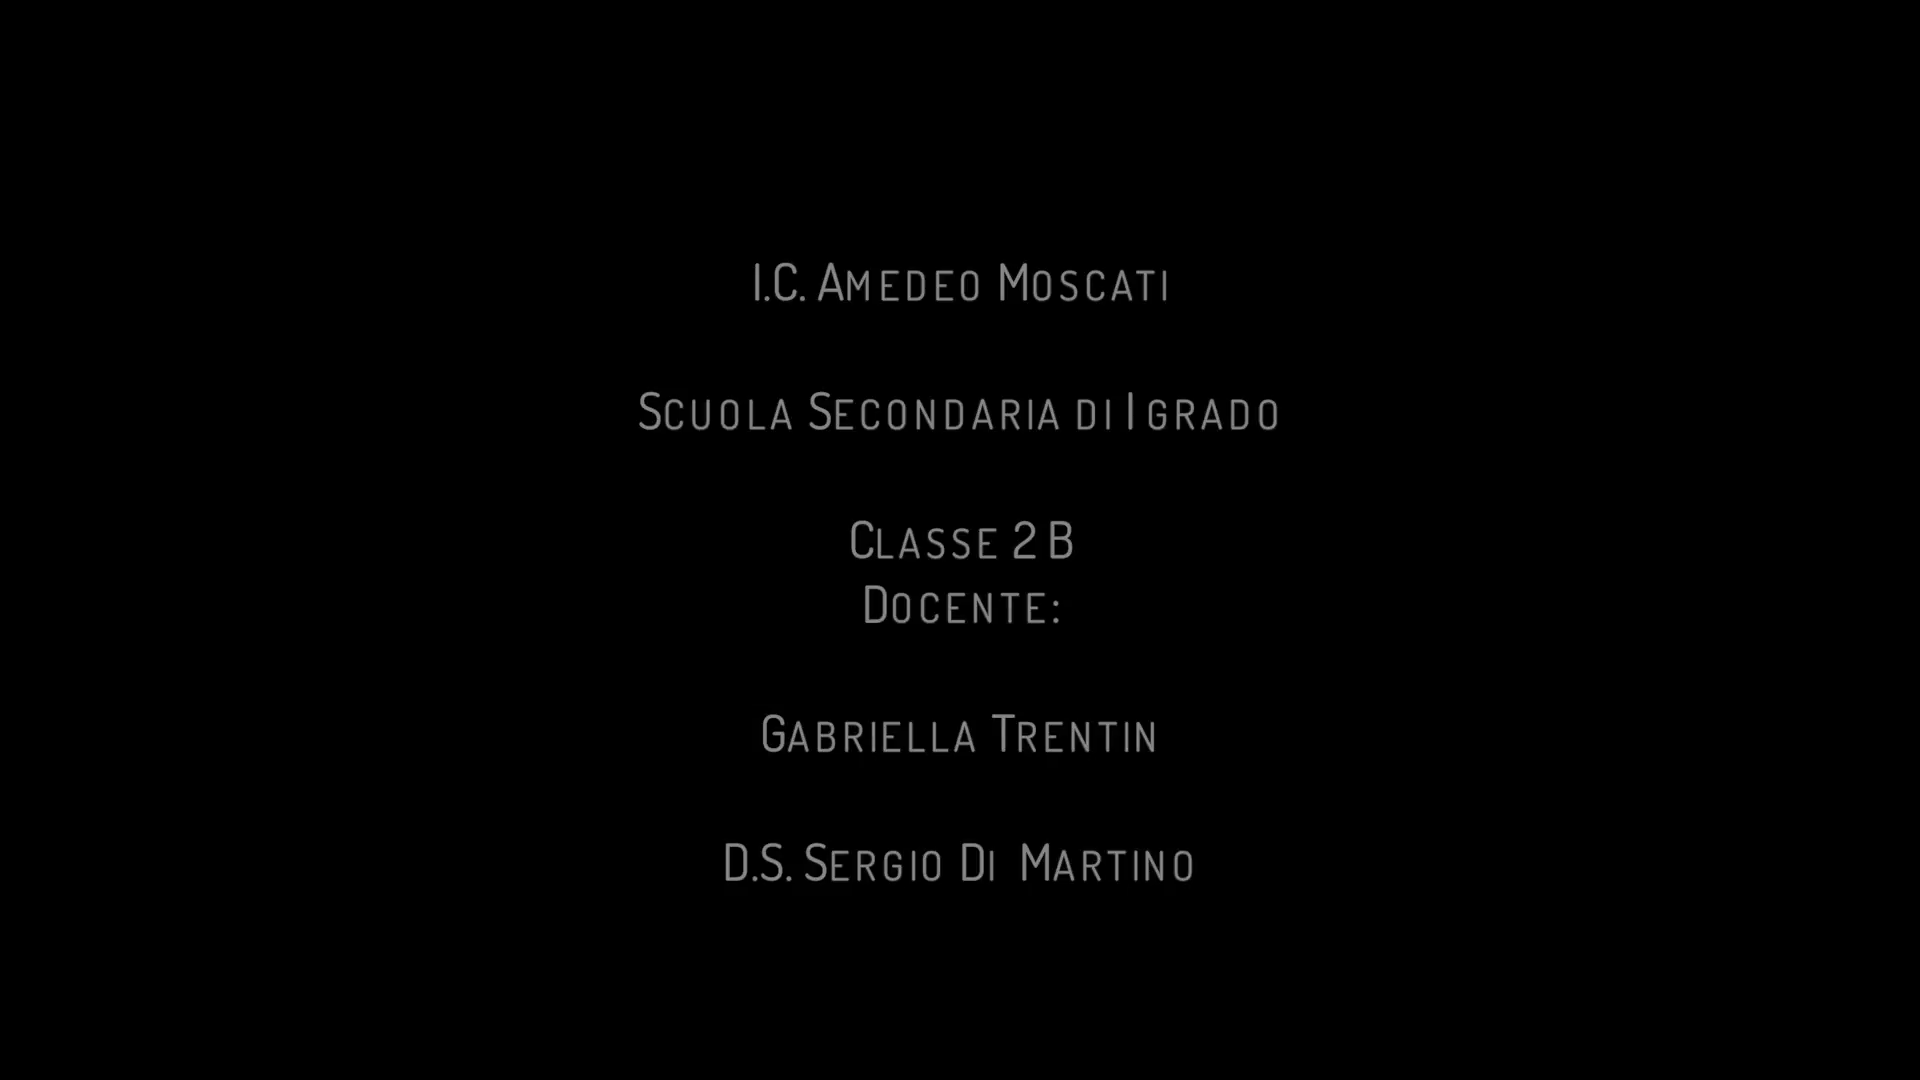 I.C. Amedeo Moscati
Scuola Secondaria di I grado
Classe 2 B
Docente:
Gabriella Trentin
D.S. Sergio Di Martino